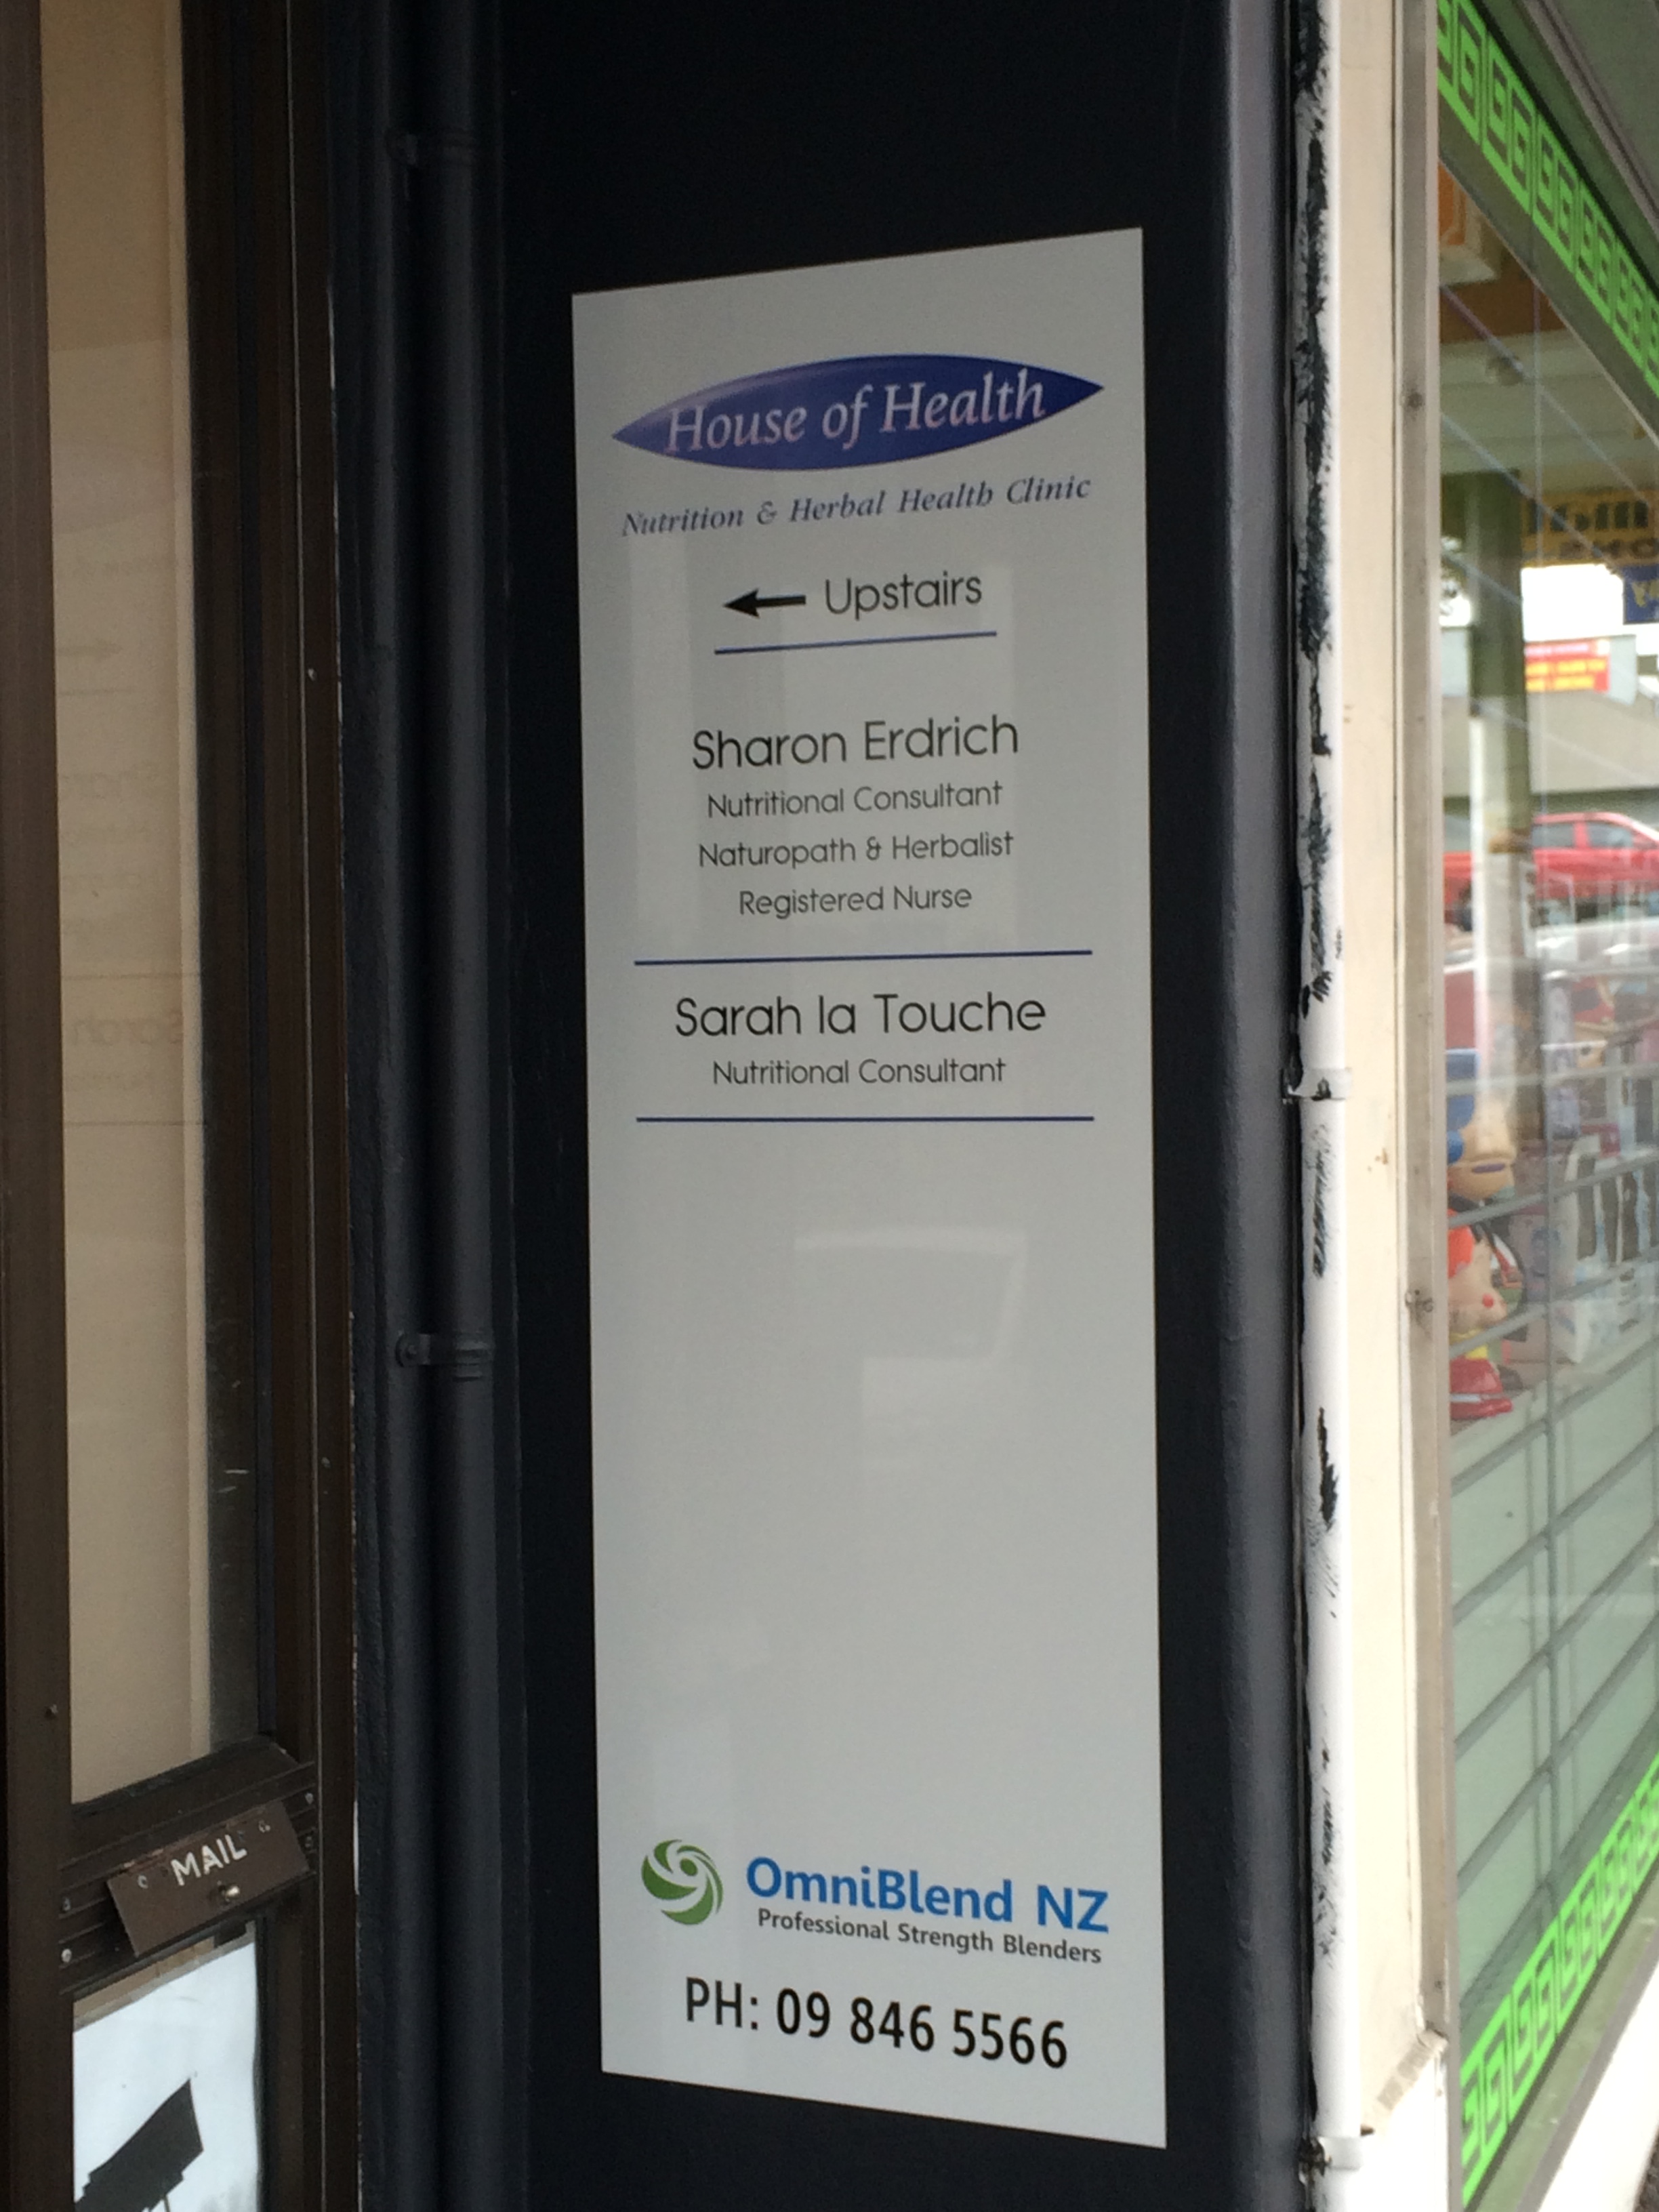 House of Health
Nutrition & Herbal Health Clinic
Upstairs
Sharon Erdrich
Nutritional Consultant
Naturopath & Herbalist
Registered Nurse
Sarah la Touche
Nutritional Consultant
OmniBlend NZ
Professional Strength Blenders
PH: 09 846 5566
MAIL